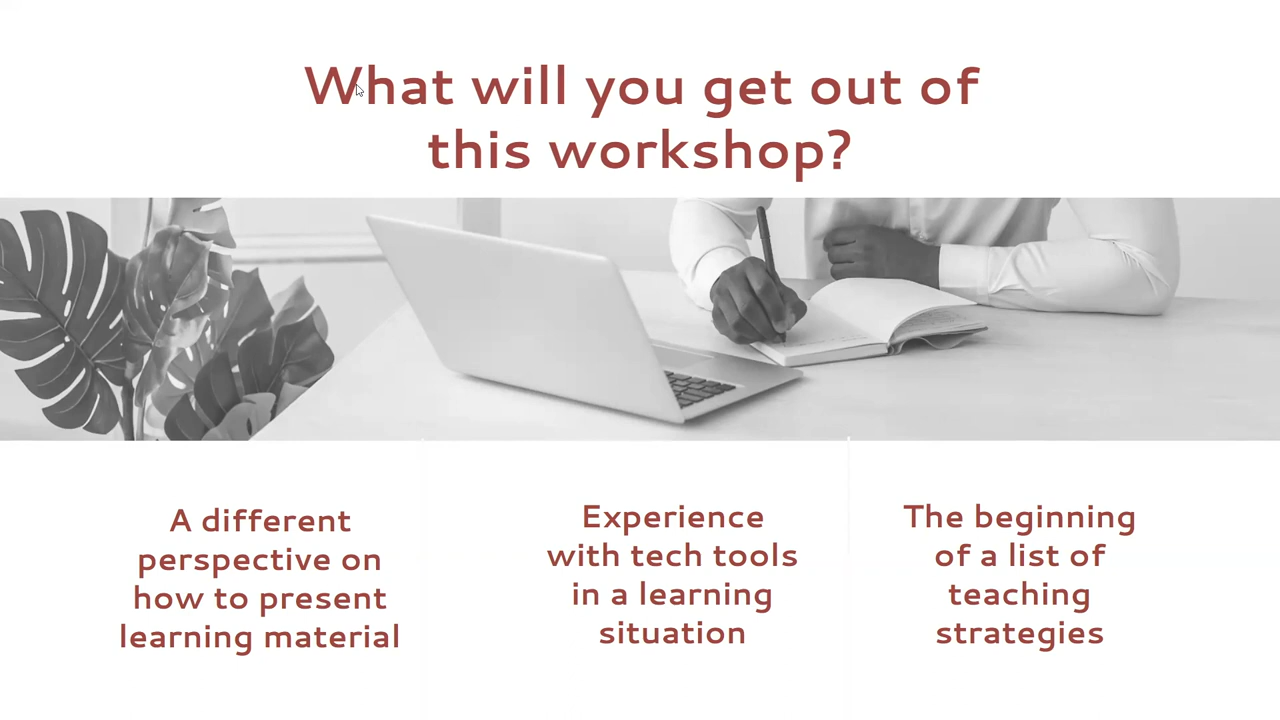 What will you get out of
this workshop?
A different
perspective on
how to present
learning material
Experience
with tech tools
in a learning
situation
The beginning
of a list of
teaching
strategies